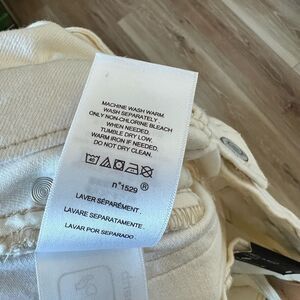 MACHINE WASH WARM.
WASH SEPARATELY.
ONLY NON-CHLORINE BLEACH
WHEN NEEDED.
TUMBLE DRY LOW.
WARM IRON IF NEEDED.
DO NOT DRY CLEAN.
40
n°1529 ®
LAVER SÉPARÉMENT.
LAVARE SEPARATAMENTE.
LAVAR POR SEPARADO.